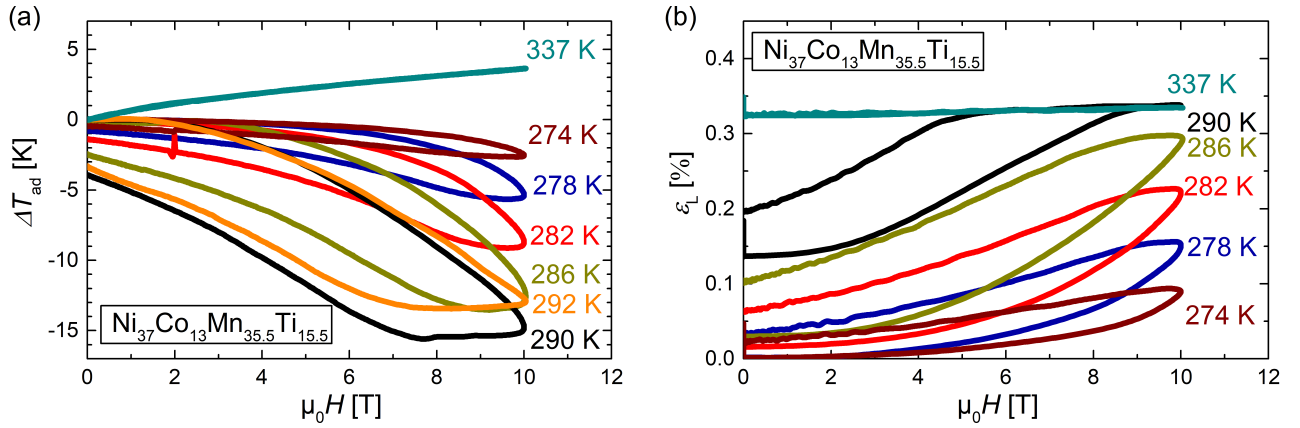 (a)
5
0
-5
-10
-15
ΔT_ad [K]
337 K
274 K
278 K
282 K
286 K
292 K
290 K
Ni₃₇Co₁₃Mn₃₅.₅Ti₁₅.₅
0 2 4 6 8 10 12
μ₀H [T]
(b)
0.4
0.3
0.2
0.1
0.0
ε_L [%]
Ni₃₇Co₁₃Mn₃₅.₅Ti₁₅.₅
337 K
290 K
286 K
282 K
278 K
274 K
0 2 4 6 8 10 12
μ₀H [T]